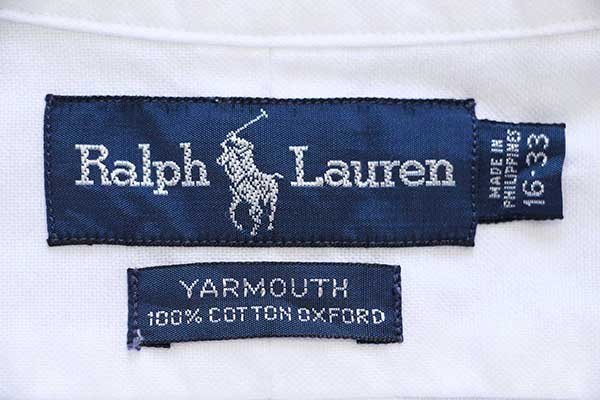 Ralph Lauren
MADE IN
PHILIPPINES
16-33
YARMOUTH
100% COTTON OXFORD